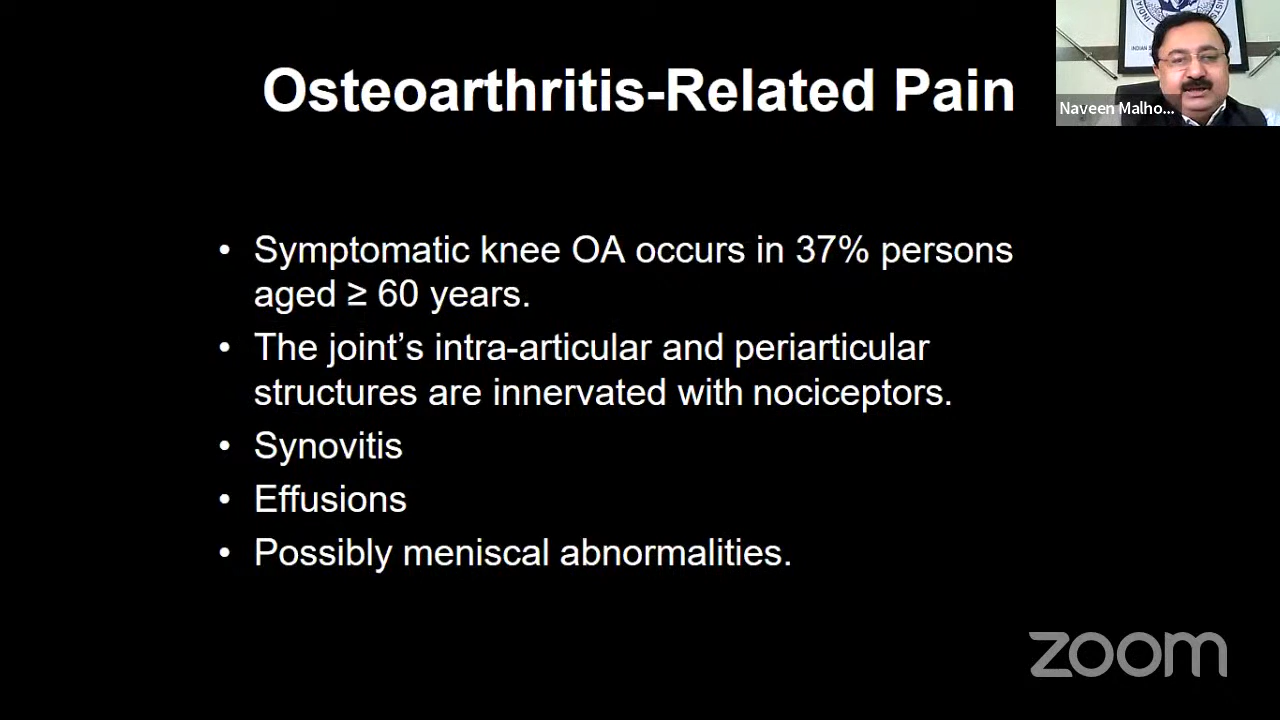 Osteoarthritis-Related Pain
INDIAN S
Naveen Malho...
• Symptomatic knee OA occurs in 37% persons
aged ≥ 60 years.
• The joint’s intra-articular and periarticular
structures are innervated with nociceptors.
• Synovitis
• Effusions
• Possibly meniscal abnormalities.
zoom